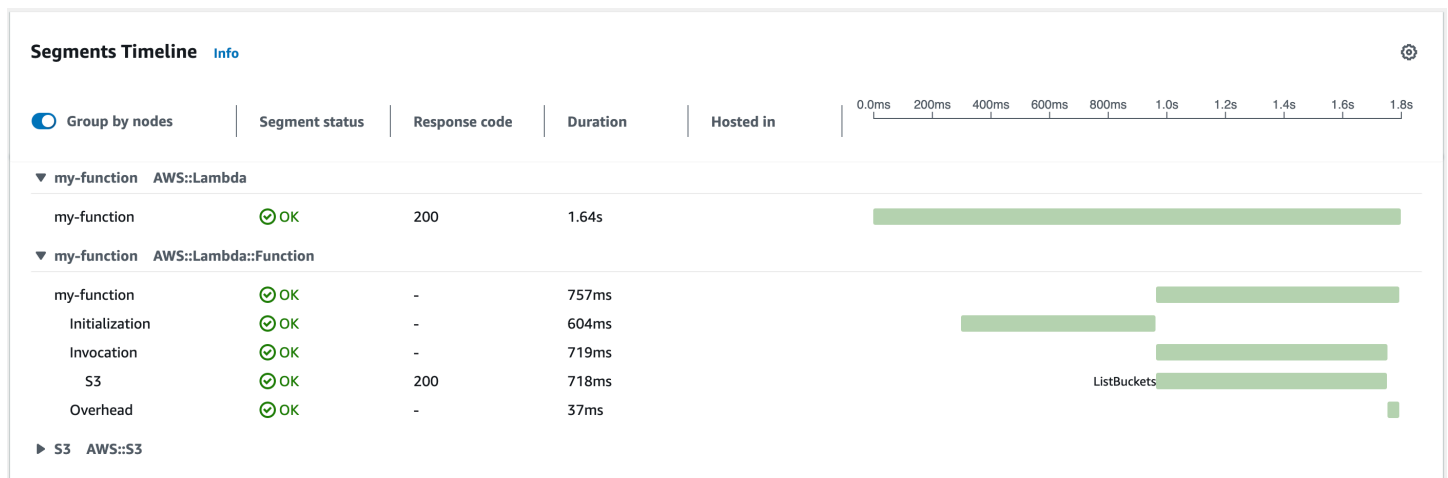 Segments Timeline Info
0.0ms 200ms 400ms 600ms 800ms 1.0s 1.2s 1.4s 1.6s 1.8s
Group by nodes Segment status Response code Duration Hosted in
my-function AWS::Lambda
my-function OK 200 1.64s
my-function AWS::Lambda::Function
my-function OK - 757ms
Initialization OK - 604ms
Invocation OK - 719ms
S3 OK 200 718ms ListBuckets
Overhead OK - 37ms
S3 AWS::S3